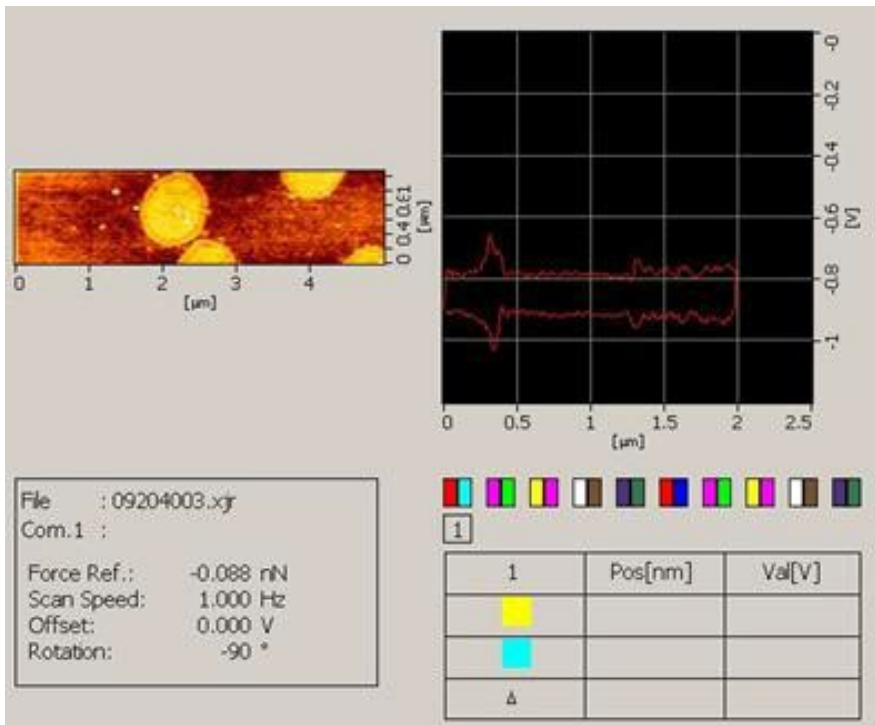 0 0.4 0.61
[µm]
0 1 2 3 4
[µm]
-0
-0.2
-0.4
-0.6
-0.8
-1
[V]
0 0.5 1 1.5 2 2.5
[µm]
File : 09204003.xjr
Com.1 :
Force Ref.: -0.088 nN
Scan Speed: 1.000 Hz
Offset: 0.000 V
Rotation: -90 °
1
1 Pos[nm] Val[V]
Δ